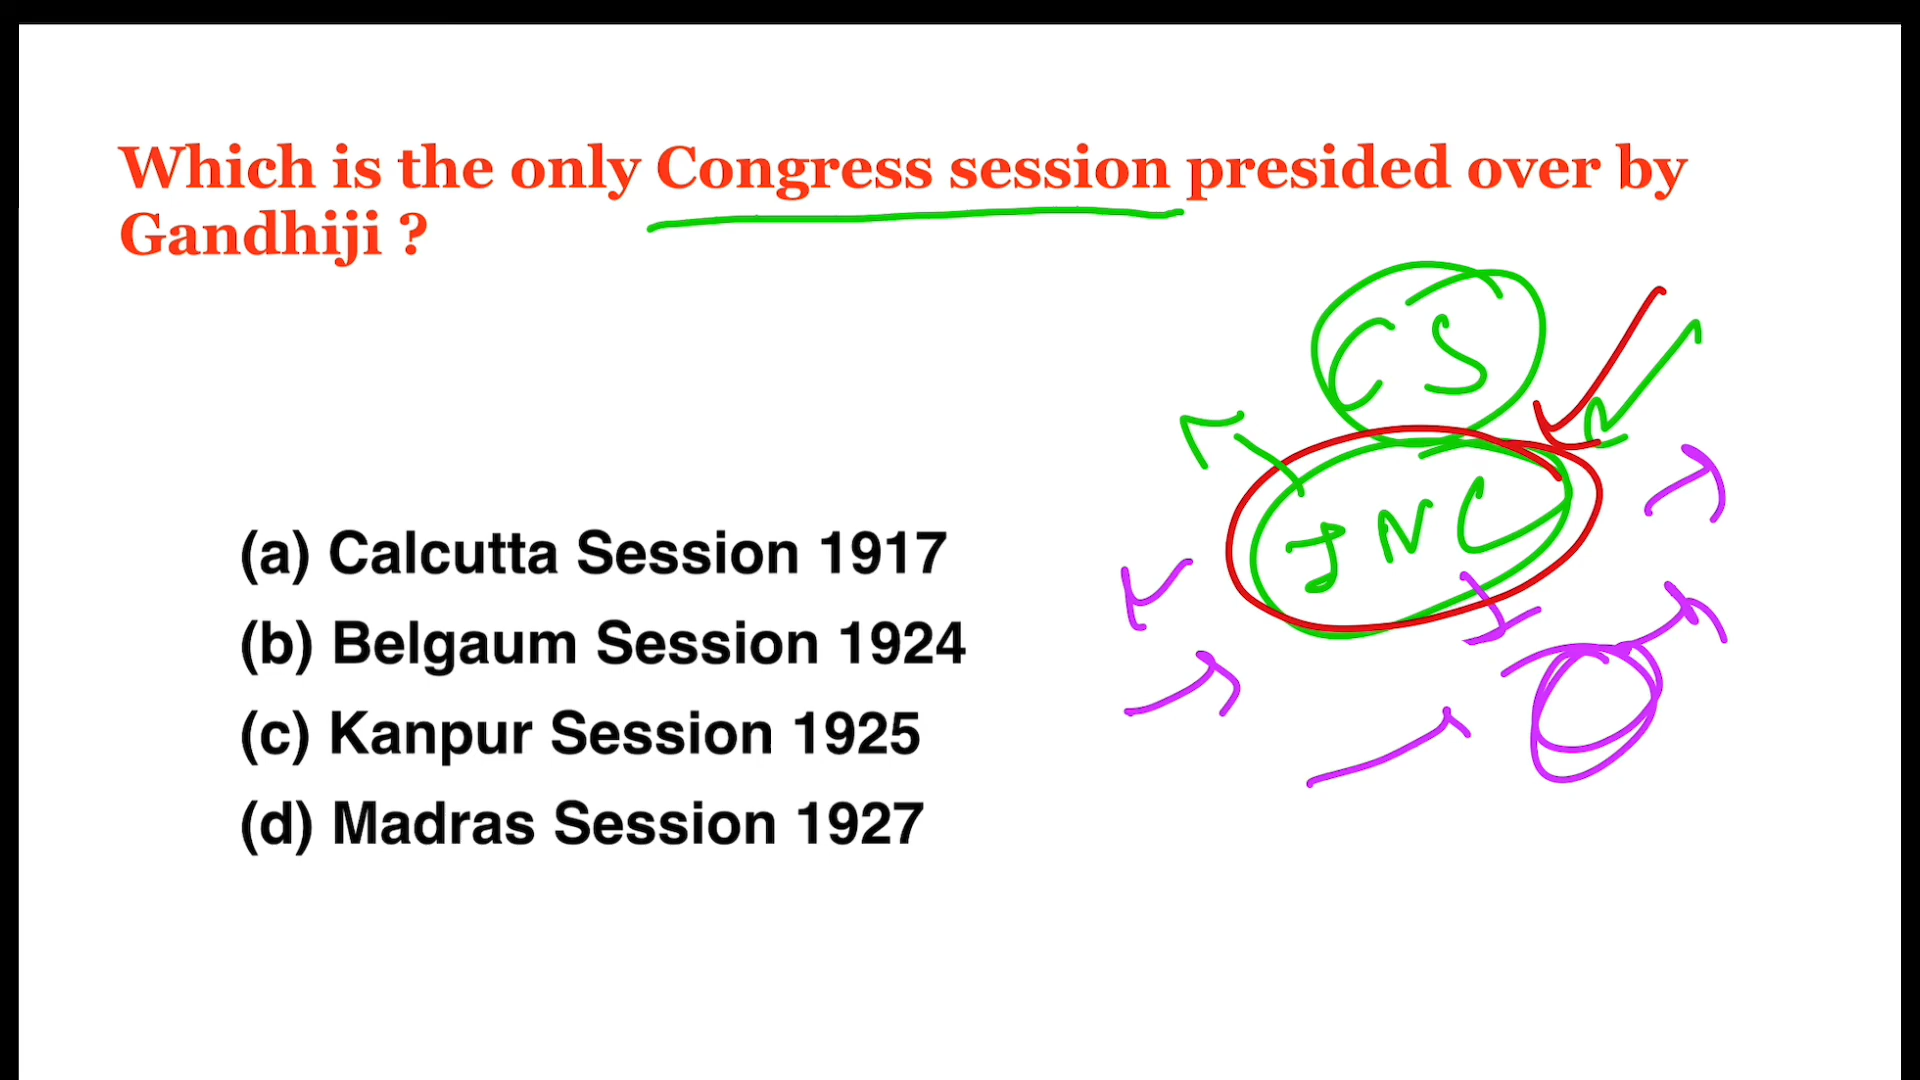 Which is the only Congress session presided over by
Gandhiji ?
CS
INC
(a) Calcutta Session 1917
(b) Belgaum Session 1924
(c) Kanpur Session 1925
(d) Madras Session 1927